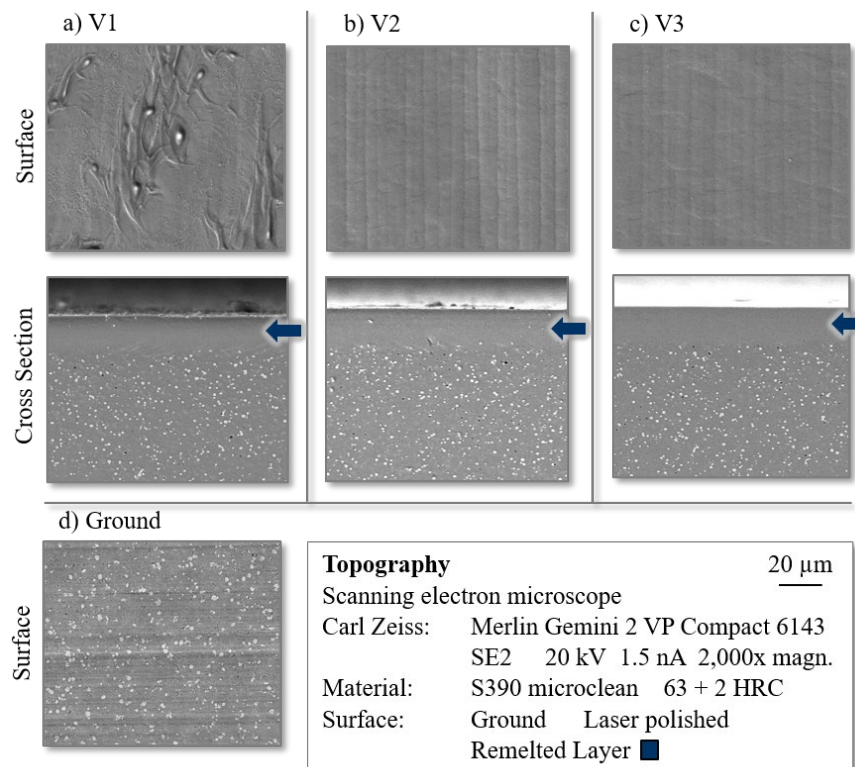 a) V1
b) V2
c) V3
Surface
Cross Section
d) Ground
Surface
Topography 20 µm
Scanning electron microscope
Carl Zeiss: Merlin Gemini 2 VP Compact 6143
SE2 20 kV 1.5 nA 2,000x magn.
Material: S390 microclean 63 + 2 HRC
Surface: Ground Laser polished
Remelted Layer